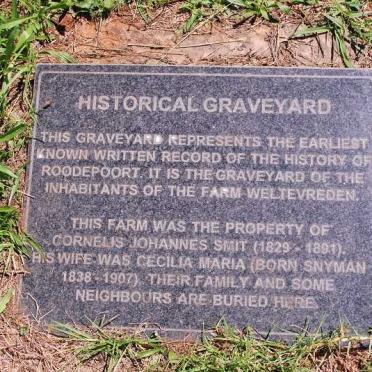 HISTORICAL GRAVEYARD
THIS GRAVEYARD REPRESENTS THE EARLIEST
KNOWN WRITTEN RECORD OF THE HISTORY OF
ROODEPOORT. IT IS THE GRAVEYARD OF THE
INHABITANTS OF THE FARM WELTEVREDEN.
THIS FARM WAS THE PROPERTY OF
CORNELIS JOHANNES SMIT (1829 - 1891).
HIS WIFE WAS CECILIA MARIA (BORN SNYMAN
1838 - 1907). THEIR FAMILY AND SOME
NEIGHBOURS ARE BURIED HERE.